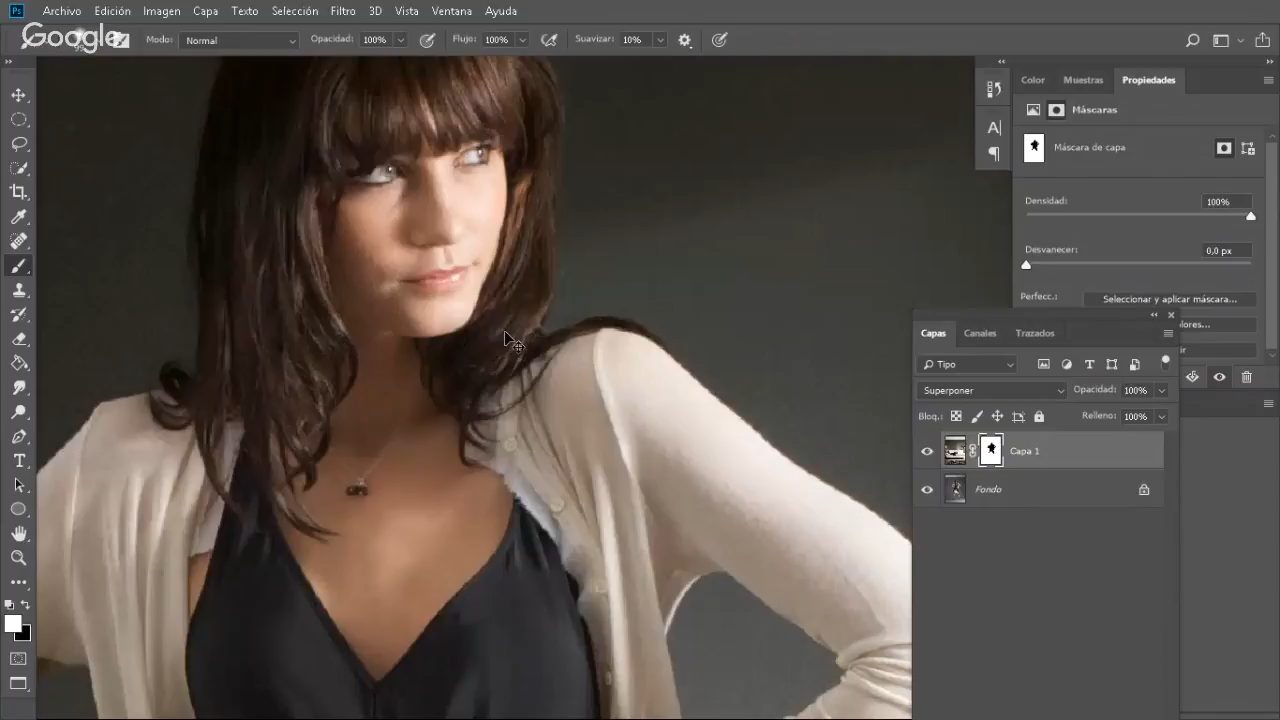 Ps Archivo Edición Imagen Capa Texto Selección Filtro 3D Vista Ventana Ayuda
Google
Modo: Normal Opacidad: 100% Flujo: 100% Suavizar: 10%
Color Muestras Propiedades
Máscaras
Máscara de capa
Densidad: 100%
Desvanecer: 0,0 px
Perfecc.: Seleccionar y aplicar máscara...
Capas Canales Trazados
Tipo
Superponer Opacidad: 100%
Bloq.: Relleno: 100%
Capa 1
Fondo